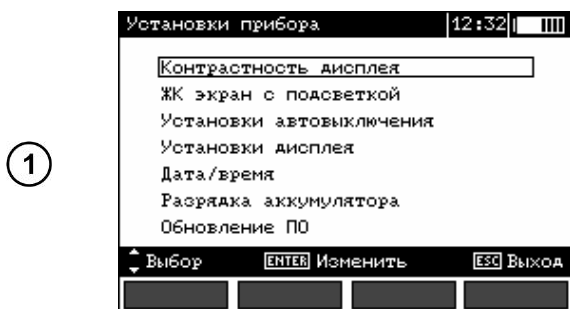 Установки прибора 12:32
Контрастность дисплея
ЖК экран с подсветкой
Установки автовыключения
Установки дисплея
Дата/время
Разрядка аккумулятора
Обновление ПО
1
Выбор ENTER Изменить ESC Выход